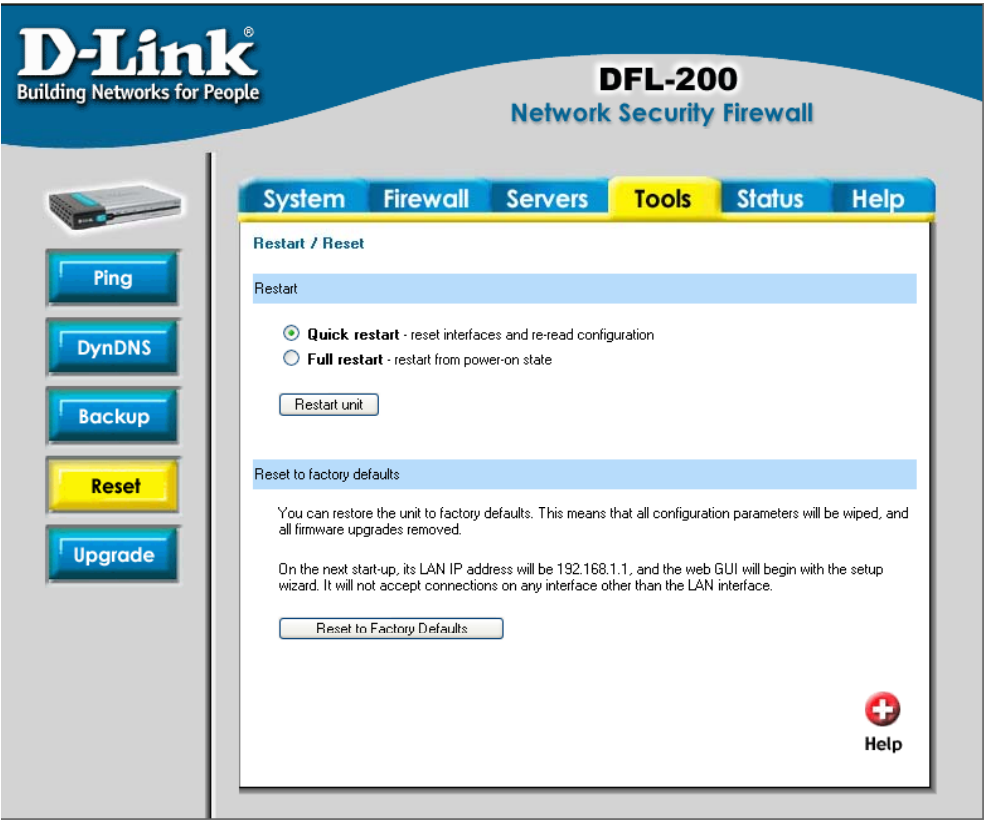 D-Link®
Building Networks for People
DFL-200
Network Security Firewall
System Firewall Servers Tools Status Help
Ping
DynDNS
Backup
Reset
Upgrade
Restart / Reset
Restart
Quick restart - reset interfaces and re-read configuration
Full restart - restart from power-on state
Restart unit
Reset to factory defaults
You can restore the unit to factory defaults. This means that all configuration parameters will be wiped, and
all firmware upgrades removed.
On the next start-up, its LAN IP address will be 192.168.1.1, and the web GUI will begin with the setup
wizard. It will not accept connections on any interface other than the LAN interface.
Reset to Factory Defaults
Help